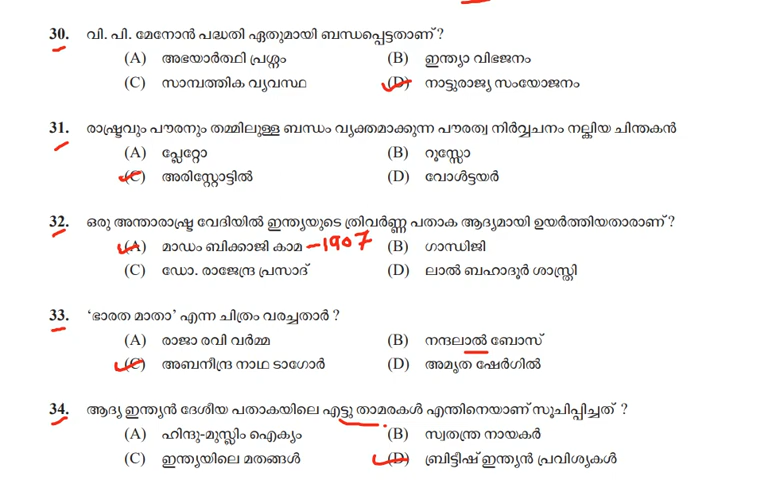 30. വി. പി. മേനോൻ പദ്ധതി ഏതുമായി ബന്ധപ്പെട്ടതാണ് ?
(A) അഭയാർത്ഥി പ്രശ്നം (B) ഇന്ത്യാ വിഭജനം
(C) സാമ്പത്തിക വ്യവസ്ഥ (D) നാട്ടുരാജ്യ സംയോജനം
31. രാഷ്ട്രവും പൗരനും തമ്മിലുള്ള ബന്ധം വ്യക്തമാക്കുന്ന പൗരത്വ നിർവ്വചനം നല്കിയ ചിന്തകൻ
(A) പ്ലേറ്റോ (B) റൂസ്സോ
(C) അരിസ്റ്റോട്ടിൽ (D) വോൾട്ടയർ
32. ഒരു അന്താരാഷ്ട്ര വേദിയിൽ ഇന്ത്യയുടെ ത്രിവർണ്ണ പതാക ആദ്യമായി ഉയർത്തിയതാരാണ് ?
(A) മാഡം ബിക്കാജി കാമ –1907 (B) ഗാന്ധിജി
(C) ഡോ. രാജേന്ദ്ര പ്രസാദ് (D) ലാൽ ബഹാദൂർ ശാസ്ത്രി
33. ‘ഭാരത മാതാ’ എന്ന ചിത്രം വരച്ചതാർ ?
(A) രാജാ രവി വർമ്മ (B) നന്ദലാൽ ബോസ്
(C) അബനീന്ദ്ര നാഥ ടാഗോർ (D) അമൃത ഷേർഗിൽ
34. ആദ്യ ഇന്ത്യൻ ദേശീയ പതാകയിലെ എട്ടു താമരകൾ എന്തിനെയാണ് സൂചിപ്പിച്ചത് ?
(A) ഹിന്ദു-മുസ്ലിം ഐക്യം (B) സ്വതന്ത്ര നായകർ
(C) ഇന്ത്യയിലെ മതങ്ങൾ (D) ബ്രിട്ടീഷ് ഇന്ത്യൻ പ്രവിശ്യകൾ